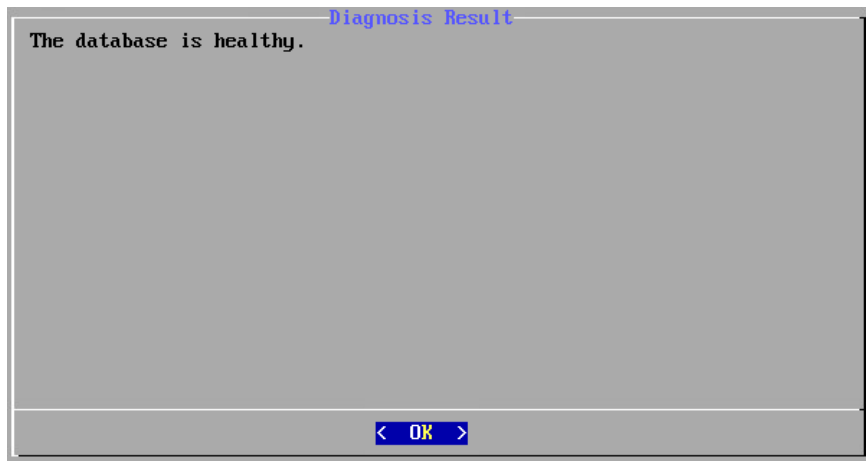 Diagnosis Result
The database is healthy.
< OK >